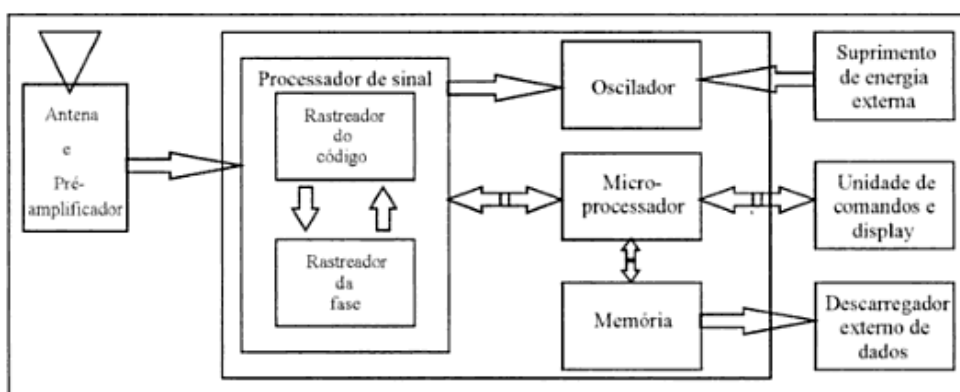 Antena
e
Pré-
amplificador
Processador de sinal
Rastreador
do
código
Rastreador
da
fase
Oscilador
Micro-
processador
Memória
Suprimento
de energia
externa
Unidade de
comandos e
display
Descarregador
externo de
dados